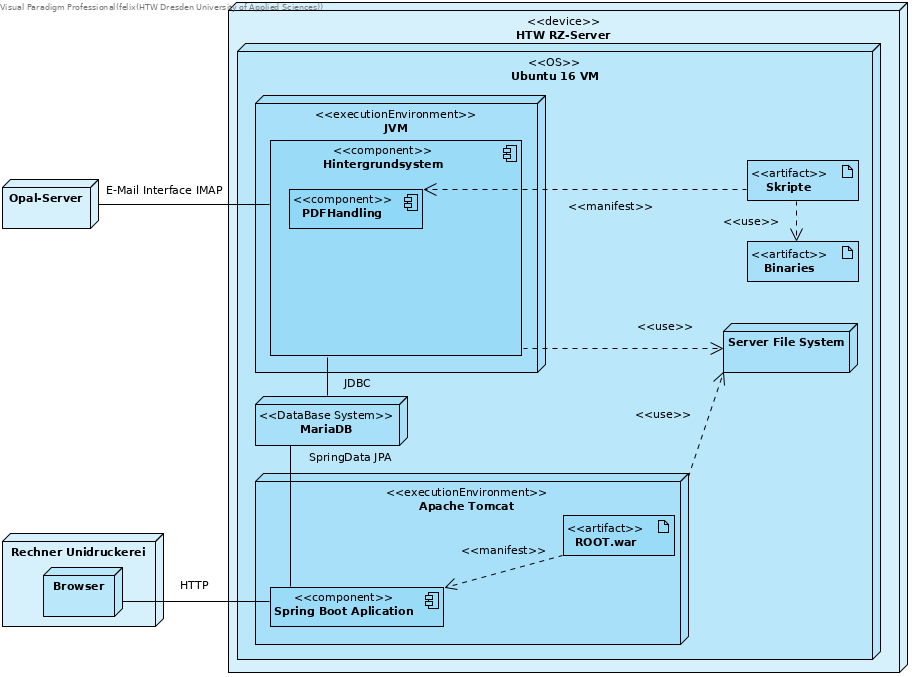 Visual Paradigm Professional(felix(HTW Dresden University of Applied Sciences))
<<device>>
HTW RZ-Server
<<OS>>
Ubuntu 16 VM
<<executionEnvironment>>
JVM
<<component>>
Hintergrundsystem
<<component>>
PDFHandling
<<artifact>>
Skripte
<<manifest>>
<<use>>
<<artifact>>
Binaries
Opal-Server
E-Mail Interface IMAP
<<use>>
Server File System
JDBC
<<DataBase System>>
MariaDB
<<use>>
SpringData JPA
<<executionEnvironment>>
Apache Tomcat
<<artifact>>
ROOT.war
<<manifest>>
Rechner Unidruckerei
Browser
HTTP
<<component>>
Spring Boot Aplication